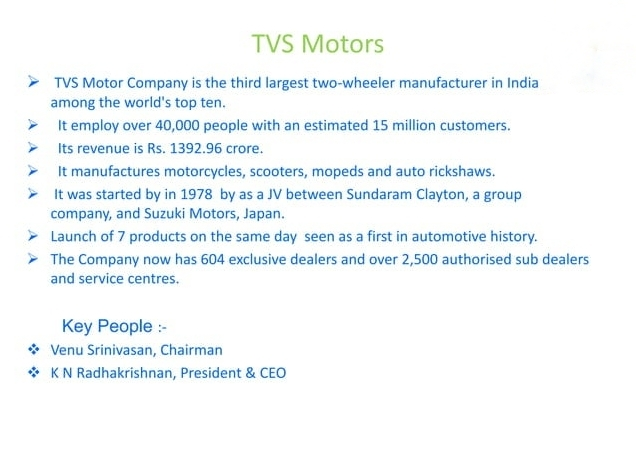 TVS Motors
➢ TVS Motor Company is the third largest two-wheeler manufacturer in India
among the world's top ten.
➢ It employ over 40,000 people with an estimated 15 million customers.
➢ Its revenue is Rs. 1392.96 crore.
➢ It manufactures motorcycles, scooters, mopeds and auto rickshaws.
➢ It was started by in 1978 by as a JV between Sundaram Clayton, a group
company, and Suzuki Motors, Japan.
➢ Launch of 7 products on the same day seen as a first in automotive history.
➢ The Company now has 604 exclusive dealers and over 2,500 authorised sub dealers
and service centres.
Key People :-
❖ Venu Srinivasan, Chairman
❖ K N Radhakrishnan, President & CEO